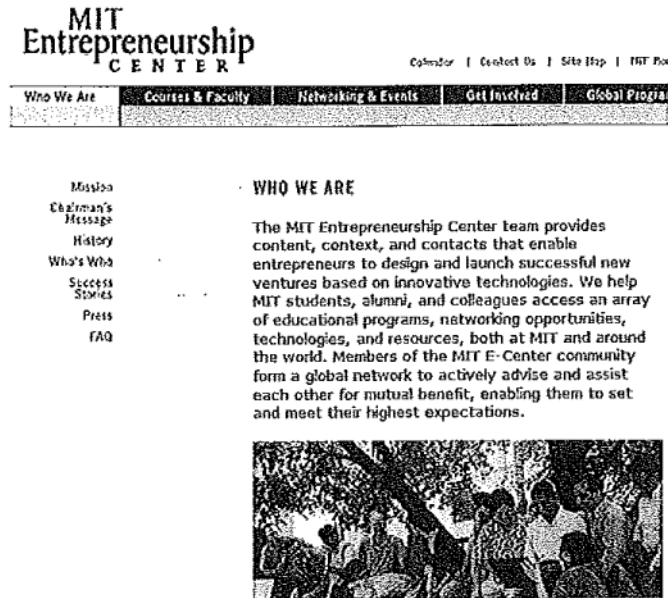 MIT
Entrepreneurship
CENTER
Calendar | Contact Us | Site Map | MIT
Who We Are
Courses & Faculty
Networking & Events
Get Involved
Global
Mission
Chairman's
Message
History
Who's Who
Success
Stories
Press
FAQ
WHO WE ARE
The MIT Entrepreneurship Center team provides
content, context, and contacts that enable
entrepreneurs to design and launch successful new
ventures based on innovative technologies. We help
MIT students, alumni, and colleagues access an array
of educational programs, networking opportunities,
technologies, and resources, both at MIT and around
the world. Members of the MIT E-Center community
form a global network to actively advise and assist
each other for mutual benefit, enabling them to set
and meet their highest expectations.